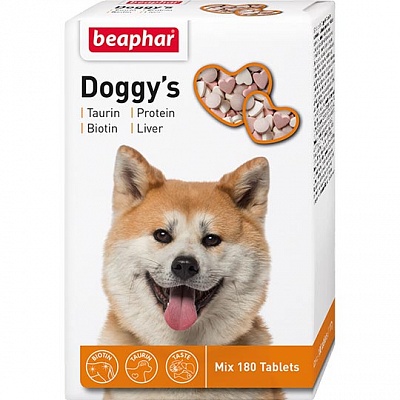 beaphar
Doggy's
Taurin | Protein
Biotin | Liver
BIOTIN TAURIN TASTE
Mix 180 Tablets